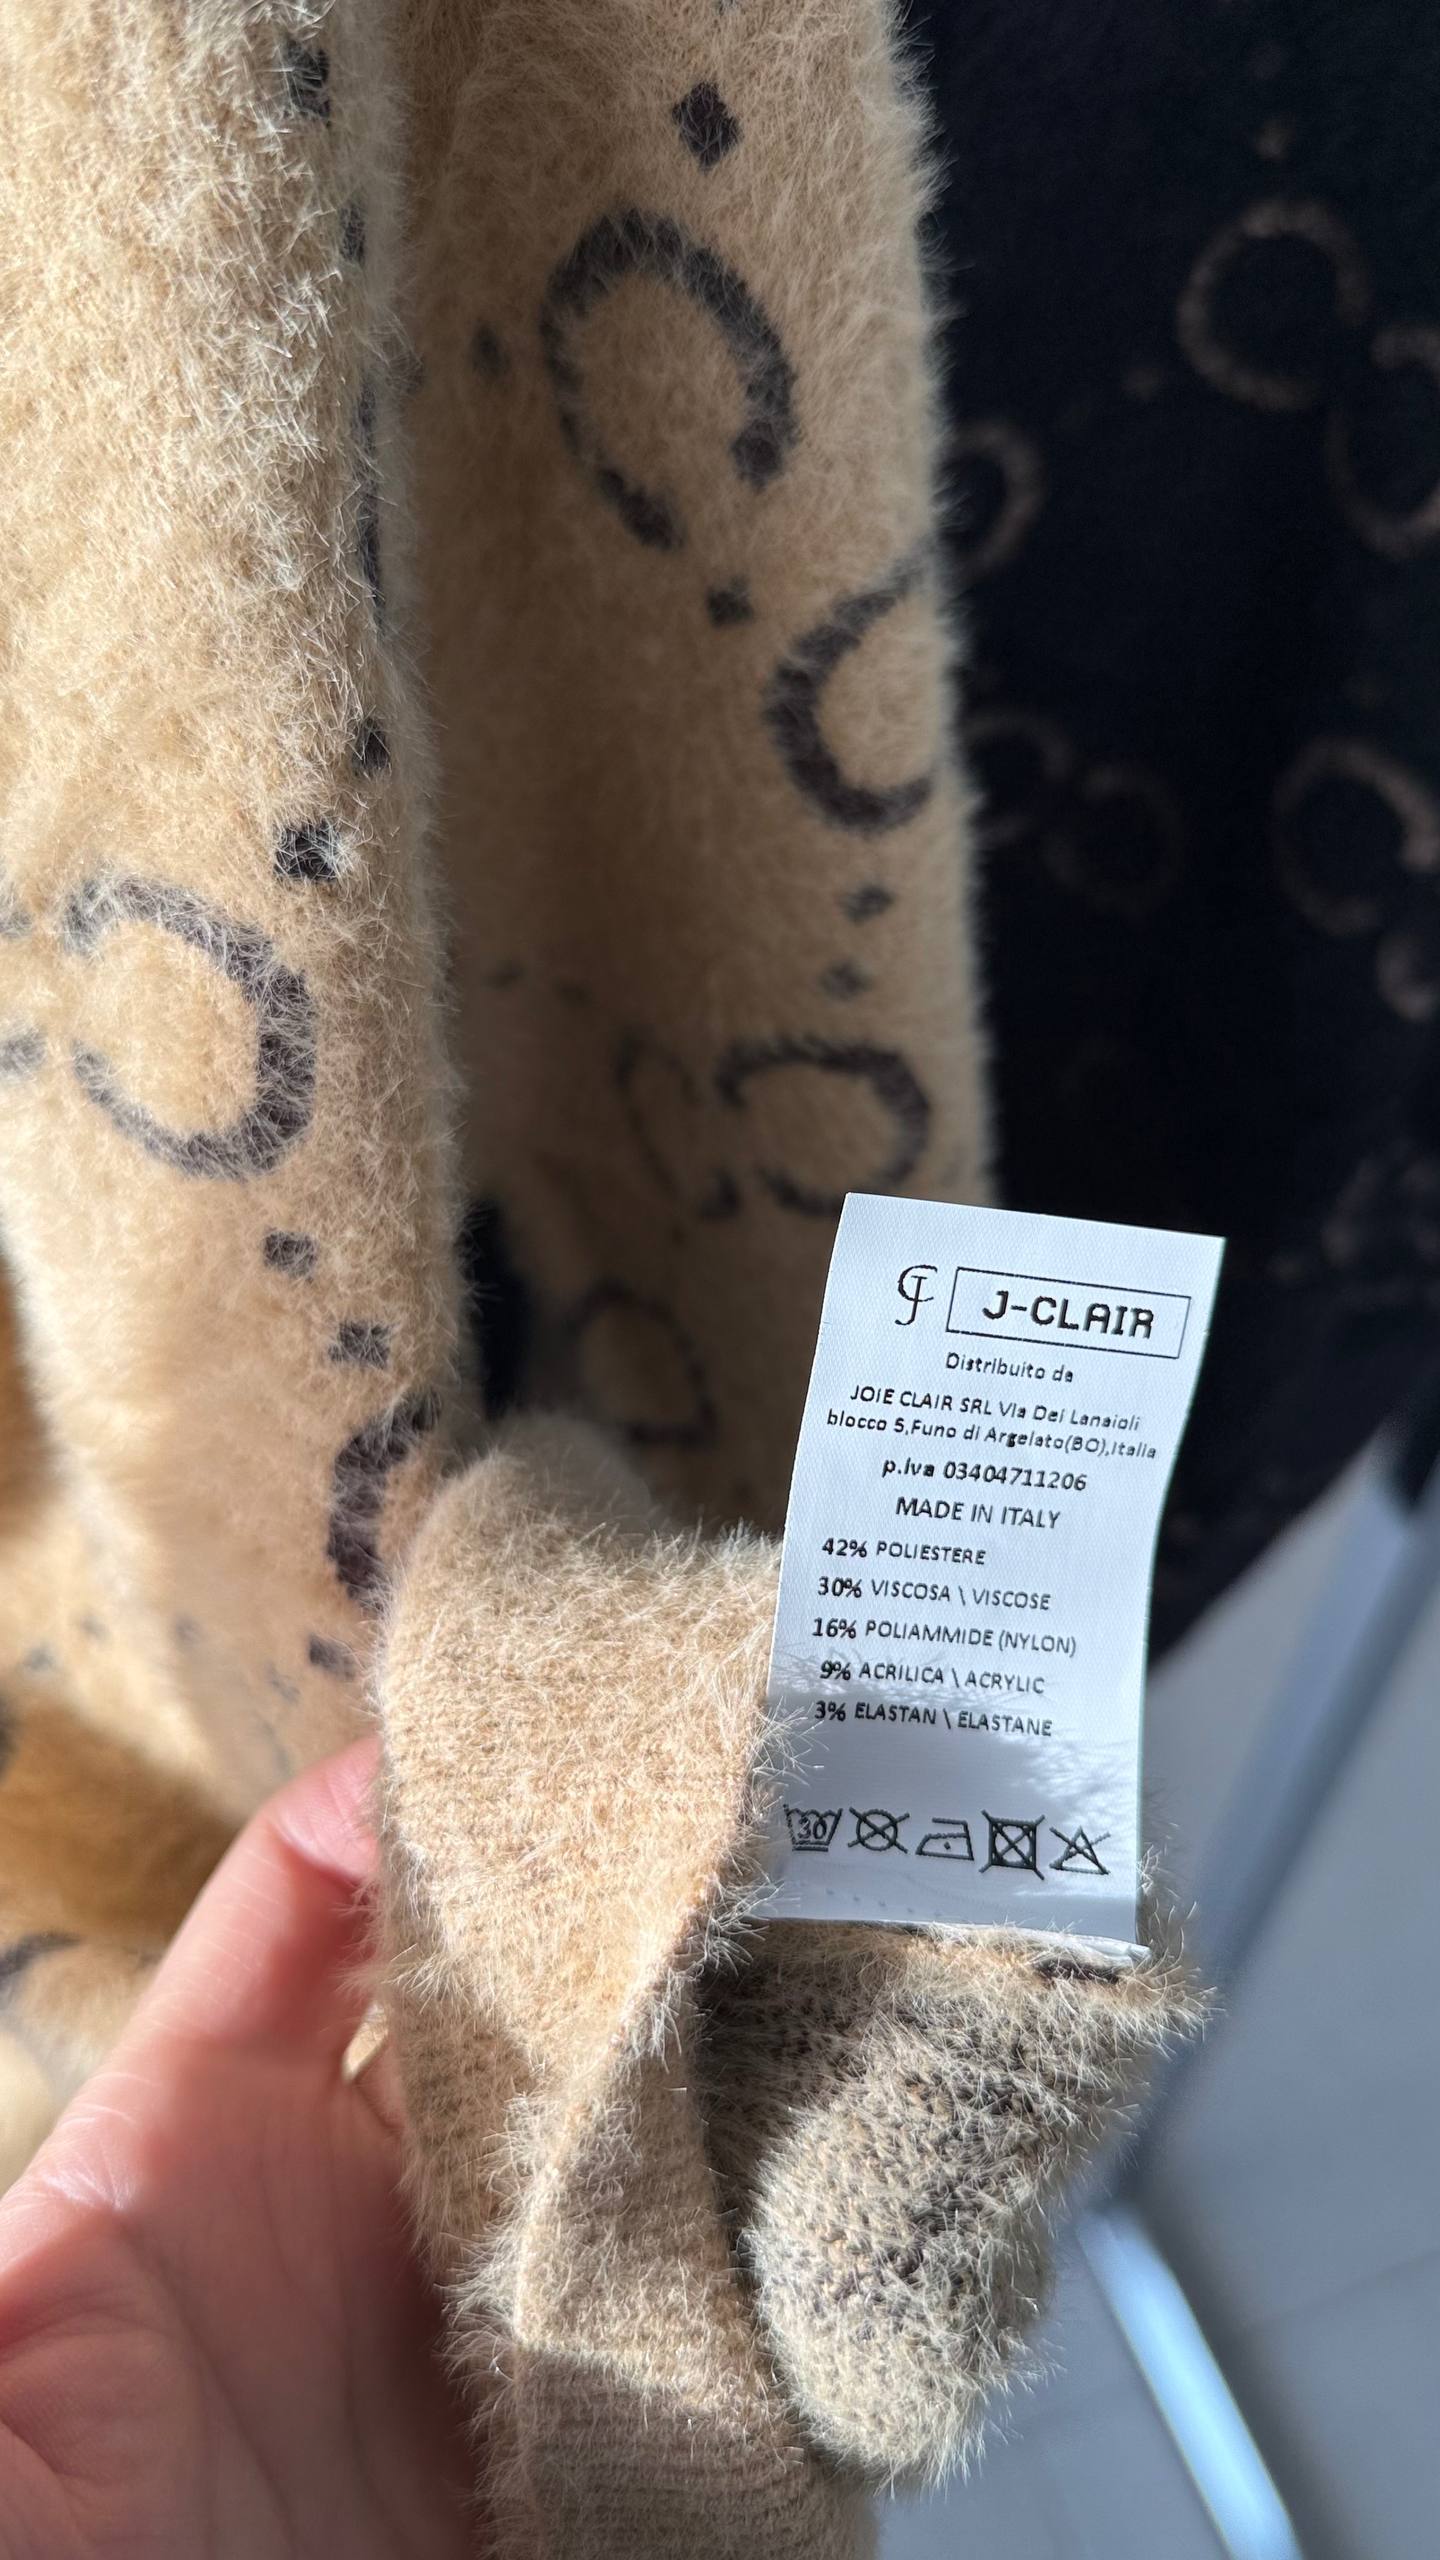 J-CLAIR
Distribuito da
JOIE CLAIR SRL Via Dei Lanaioli
blocco 5,Funo di Argelato(BO),Italia
p.iva 03404711206
MADE IN ITALY
42% POLIESTERE
30% VISCOSA \ VISCOSE
16% POLIAMMIDE (NYLON)
9% ACRILICA \ ACRYLIC
3% ELASTAN \ ELASTANE
30